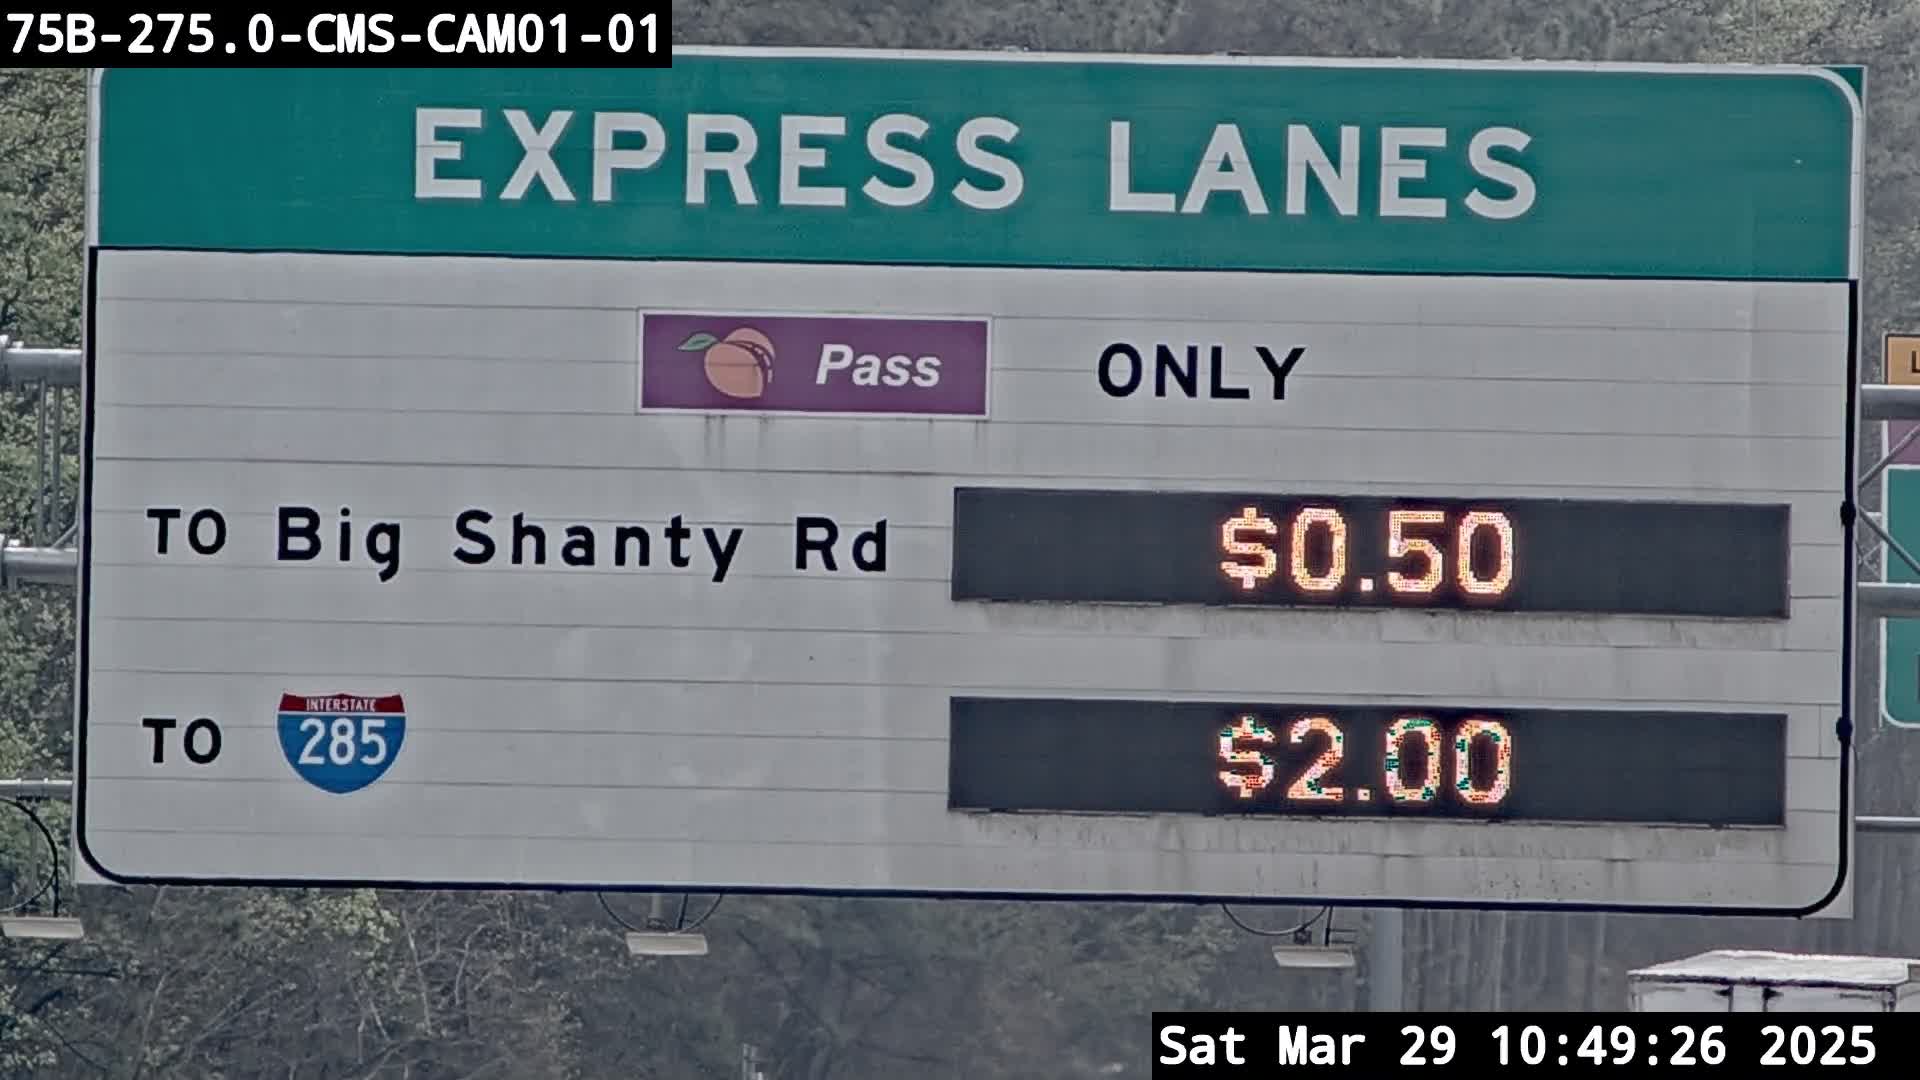 75B-275.0-CMS-CAM01-01
EXPRESS LANES
Pass ONLY
TO Big Shanty Rd $0.50
TO INTERSTATE 285 $2.00
Sat Mar 29 10:49:26 2025